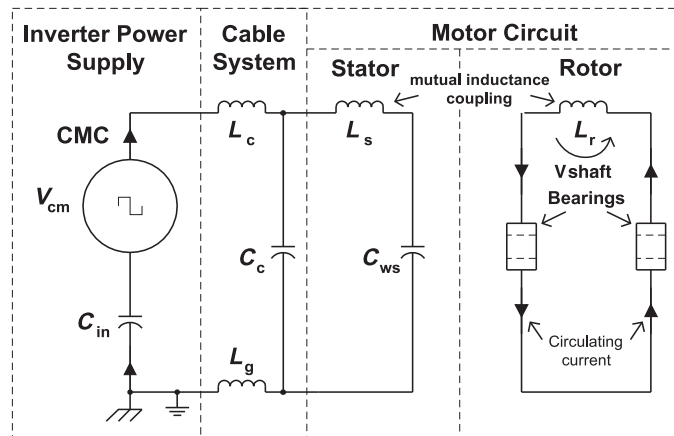 Inverter Power
Supply
Cable
System
Motor Circuit
Stator
mutual inductance
coupling
Rotor
CMC
Lc
Ls
Lr
Vshaft
Bearings
Vcm
Cc
Cws
Cin
Lg
Circulating
current